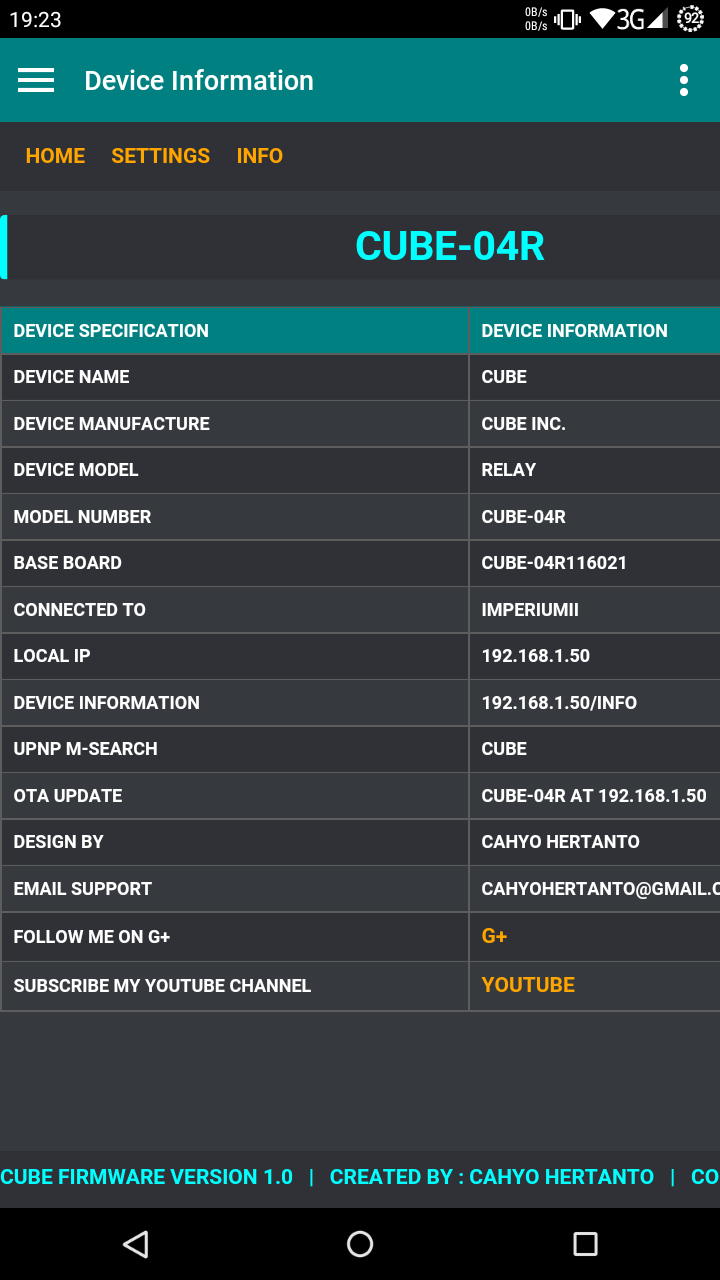 19:23
0B/s
0B/s
3G
92
Device Information
HOME SETTINGS INFO
CUBE-04R
DEVICE SPECIFICATION DEVICE INFORMATION
DEVICE NAME CUBE
DEVICE MANUFACTURE CUBE INC.
DEVICE MODEL RELAY
MODEL NUMBER CUBE-04R
BASE BOARD CUBE-04R116021
CONNECTED TO IMPERIUMII
LOCAL IP 192.168.1.50
DEVICE INFORMATION 192.168.1.50/INFO
UPNP M-SEARCH CUBE
OTA UPDATE CUBE-04R AT 192.168.1.50
DESIGN BY CAHYO HERTANTO
EMAIL SUPPORT CAHYOHERTANTO@GMAIL.C
FOLLOW ME ON G+ G+
SUBSCRIBE MY YOUTUBE CHANNEL YOUTUBE
CUBE FIRMWARE VERSION 1.0 | CREATED BY : CAHYO HERTANTO | CO